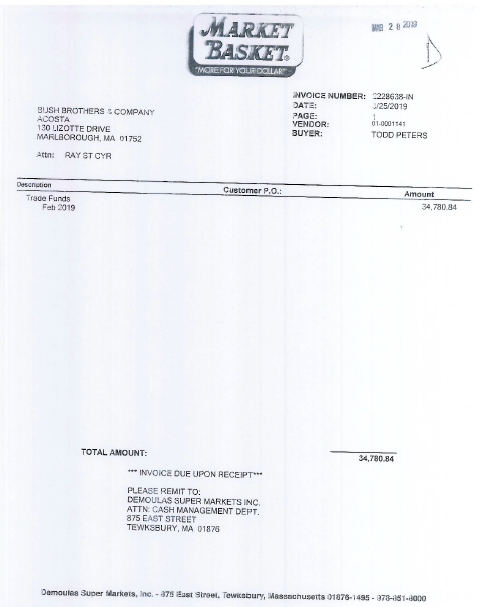 MARKET
BASKET®
"MORE FOR YOUR DOLLAR"
MAR 28 2019
INVOICE NUMBER: 0228638-IN
DATE: 3/25/2019
PAGE: 1
VENDOR: 01-0001141
BUYER: TODD PETERS
BUSH BROTHERS & COMPANY
ACOSTA
130 LIZOTTE DRIVE
MARLBOROUGH, MA 01752
Attn: RAY ST CYR
Description Customer P.O.: Amount
Trade Funds 34,780.84
Feb 2019
TOTAL AMOUNT: 34,780.84
*** INVOICE DUE UPON RECEIPT***
PLEASE REMIT TO:
DEMOULAS SUPER MARKETS INC.
ATTN: CASH MANAGEMENT DEPT.
875 EAST STREET
TEWKSBURY, MA 01876
Demoulas Super Markets, Inc. - 875 East Street, Tewksbury, Massachusetts 01876-1495 - 978-851-8000